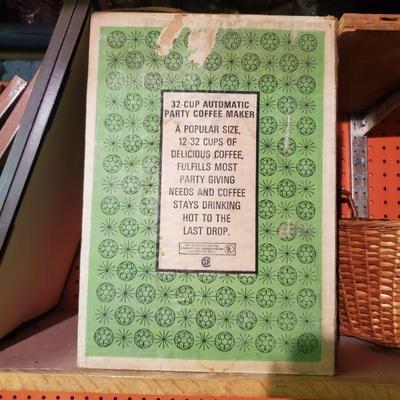 32-CUP AUTOMATIC
PARTY COFFEE MAKER
A POPULAR SIZE,
12-32 CUPS OF
DELICIOUS COFFEE,
FULFILLS MOST
PARTY GIVING
NEEDS AND COFFEE
STAYS DRINKING
HOT TO THE
LAST DROP.